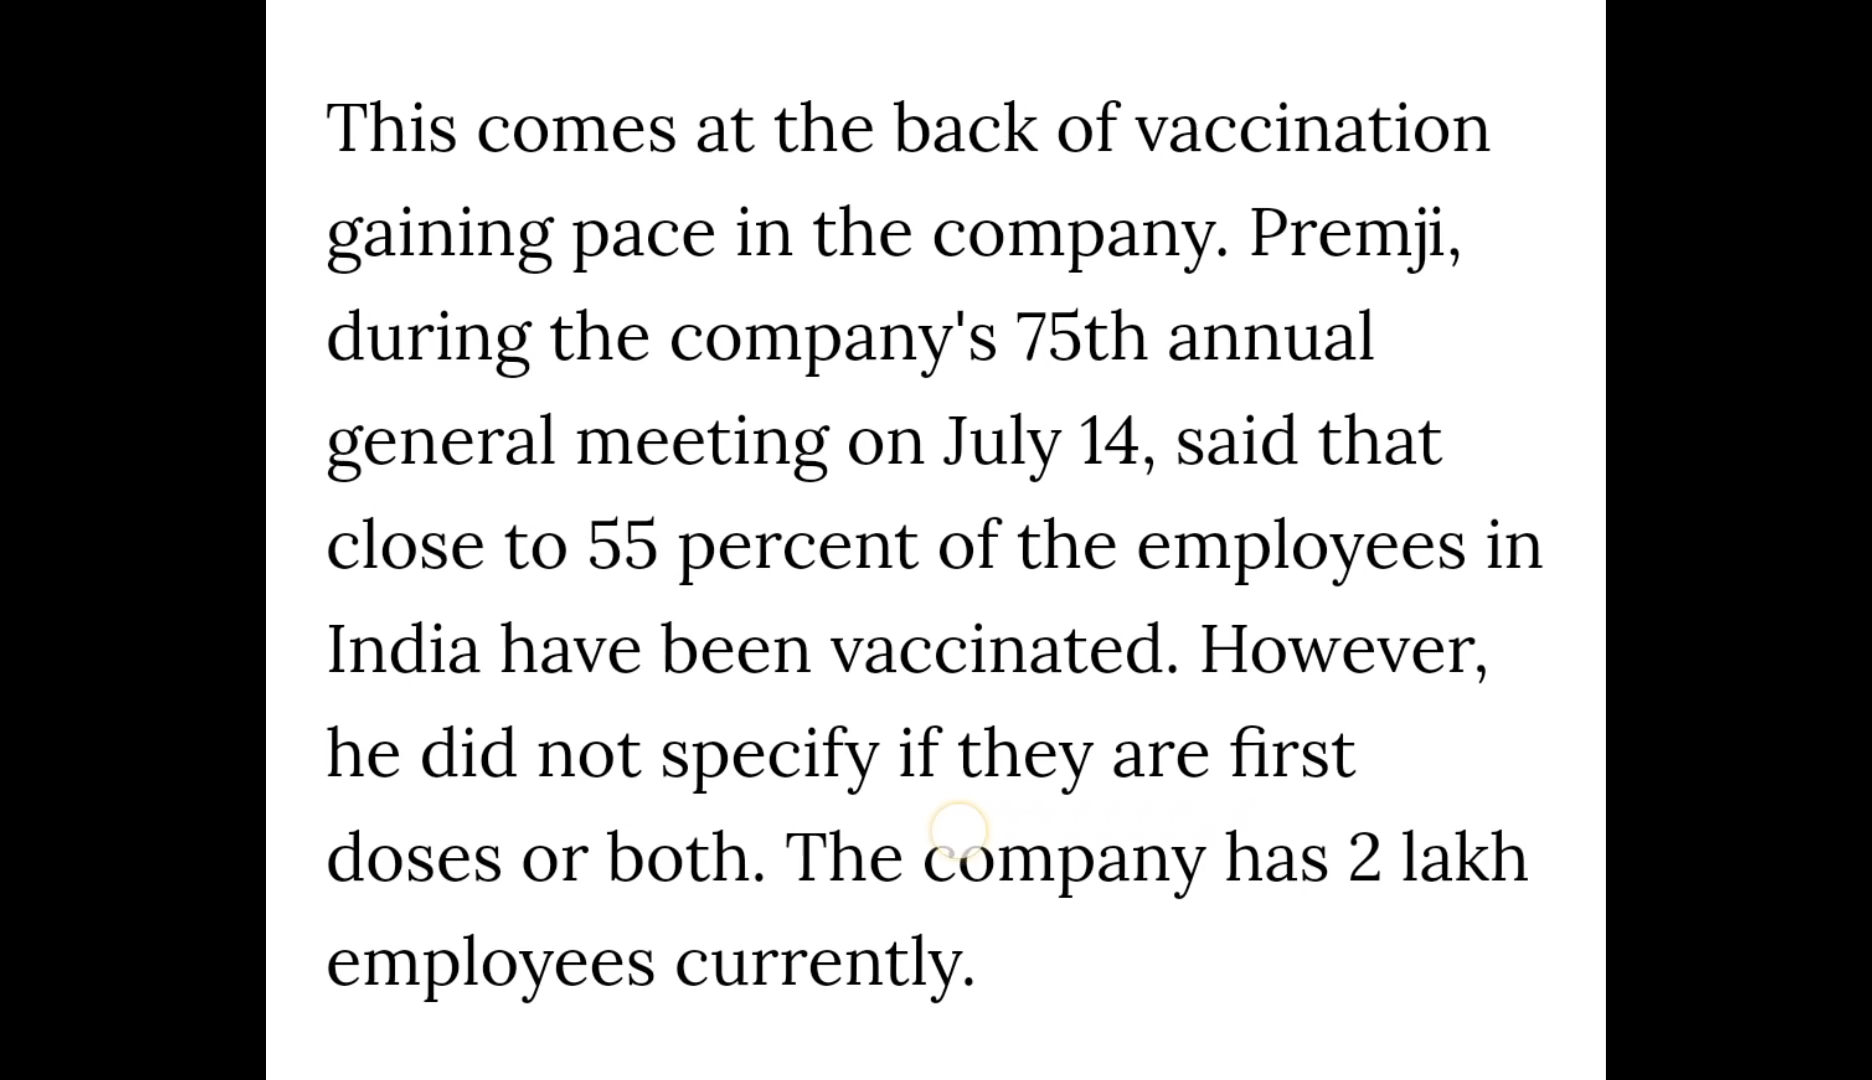 This comes at the back of vaccination
gaining pace in the company. Premji,
during the company's 75th annual
general meeting on July 14, said that
close to 55 percent of the employees in
India have been vaccinated. However,
he did not specify if they are first
doses or both. The company has 2 lakh
employees currently.